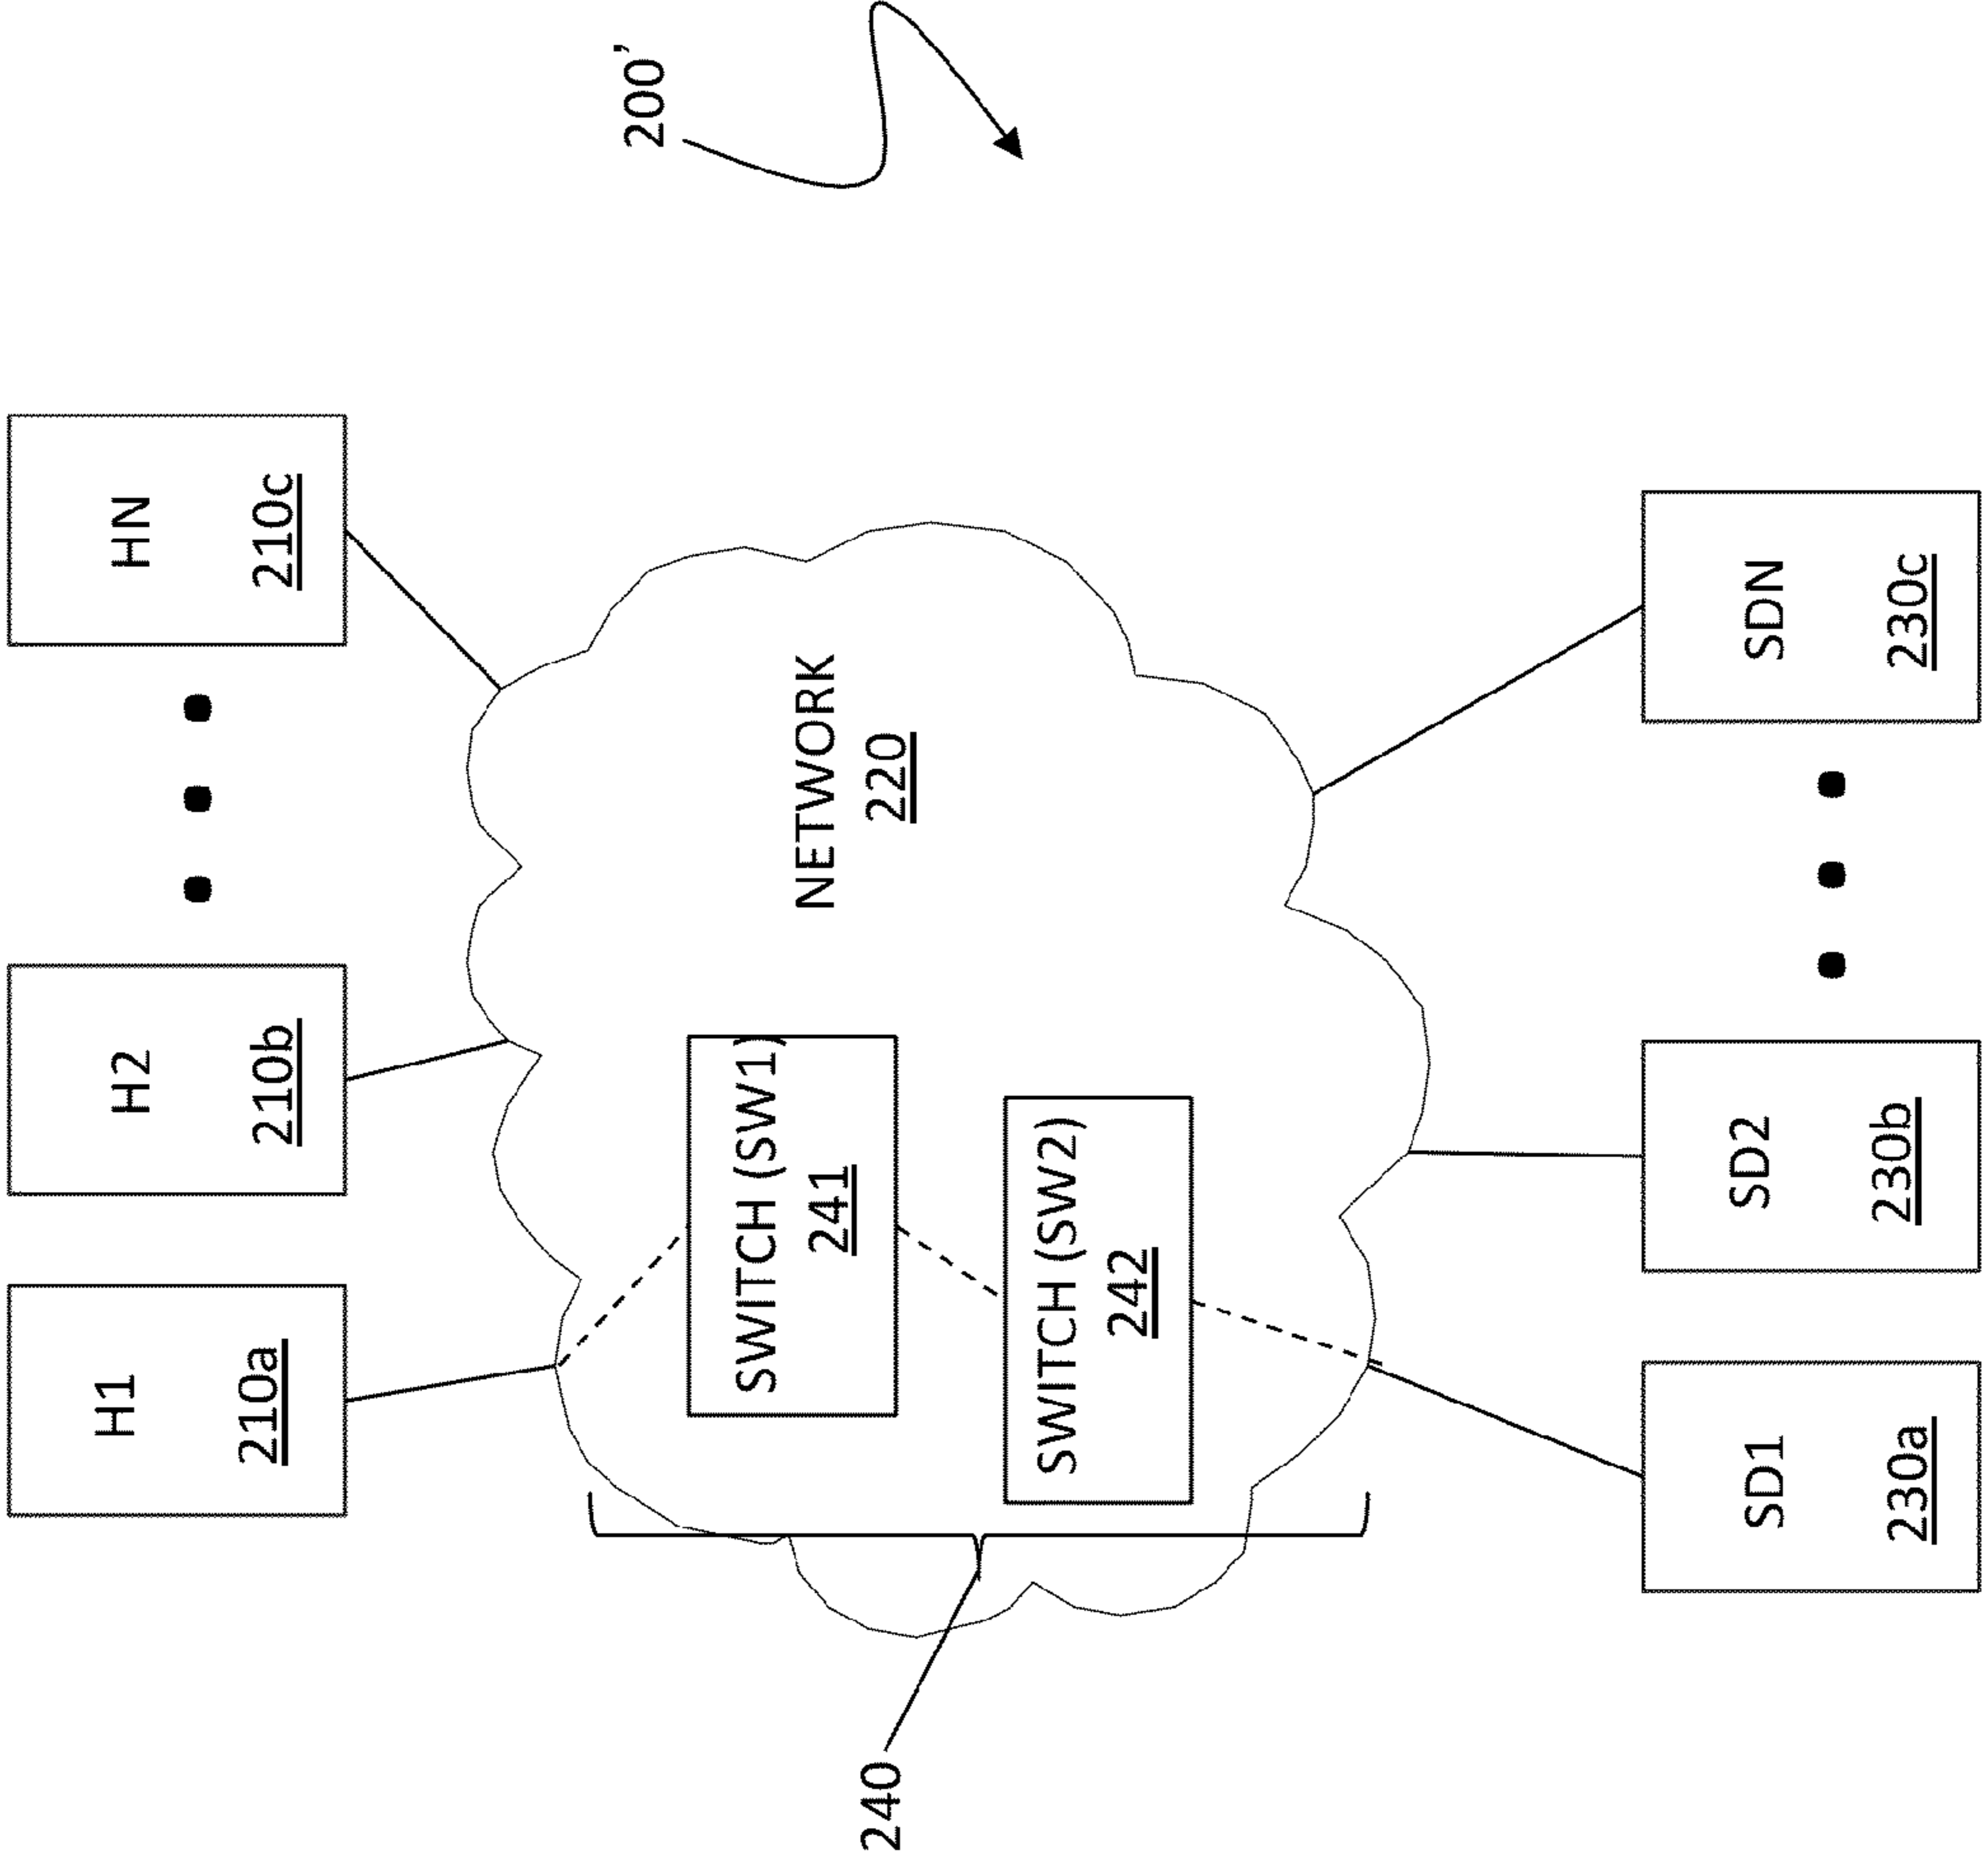 H1
210a
H2
210b
HN
210c
200'
NETWORK
220
SWITCH (SW1)
241
SWITCH (SW2)
242
240
SD1
230a
SD2
230b
SDN
230c